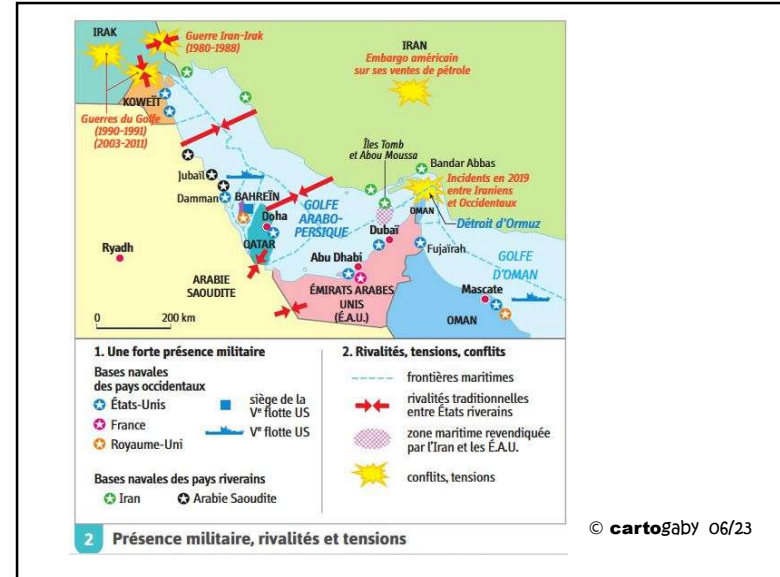 IRAK
Guerre Iran-Irak
(1980-1988)
IRAN
Embargo américain
sur ses ventes de pétrole
KOWEÏT
Guerres du Golfe
(1990-1991)
(2003-2011)
Îles Tomb
et Abou Moussa
Bandar Abbas
Jubaïl
Incidents en 2019
entre Iraniens
et Occidentaux
Damman
BAHREÏN
GOLFE
ARABO-
PERSIQUE
OMAN
Détroit d'Ormuz
Doha
Dubaï
QATAR
Fujaïrah
Ryadh
Abu Dhabi
GOLFE
D'OMAN
ARABIE
SAOUDITE
ÉMIRATS ARABES
UNIS
(É.A.U.)
Mascate
OMAN
0 200 km
1. Une forte présence militaire
Bases navales
des pays occidentaux
États-Unis
France
Royaume-Uni
siège de la
Ve flotte US
Ve flotte US
Bases navales des pays riverains
Iran
Arabie Saoudite
2. Rivalités, tensions, conflits
frontières maritimes
rivalités traditionnelles
entre États riverains
zone maritime revendiquée
par l'Iran et les É.A.U.
conflits, tensions
2 Présence militaire, rivalités et tensions
© cartogaby 06/23